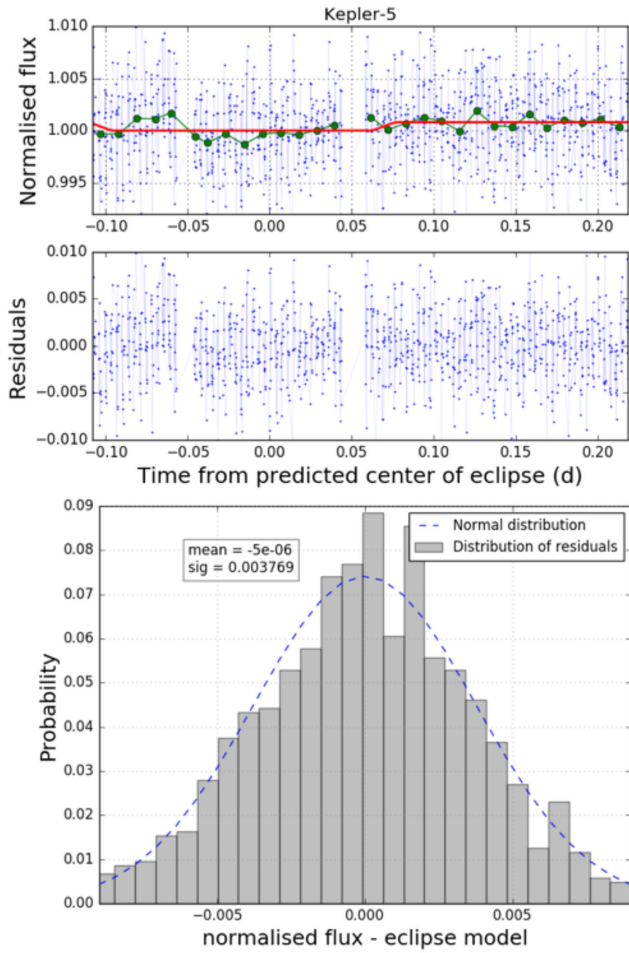 Kepler-5
Normalised flux
1.010
1.005
1.000
0.995
−0.10 −0.05 0.00 0.05 0.10 0.15 0.20
Residuals
0.010
0.005
0.000
−0.005
−0.010
−0.10 −0.05 0.00 0.05 0.10 0.15 0.20
Time from predicted center of eclipse (d)
Probability
0.09
0.08
0.07
0.06
0.05
0.04
0.03
0.02
0.01
0.00
mean = -5e-06
sig = 0.003769
Normal distribution
Distribution of residuals
−0.005 0.000 0.005
normalised flux - eclipse model